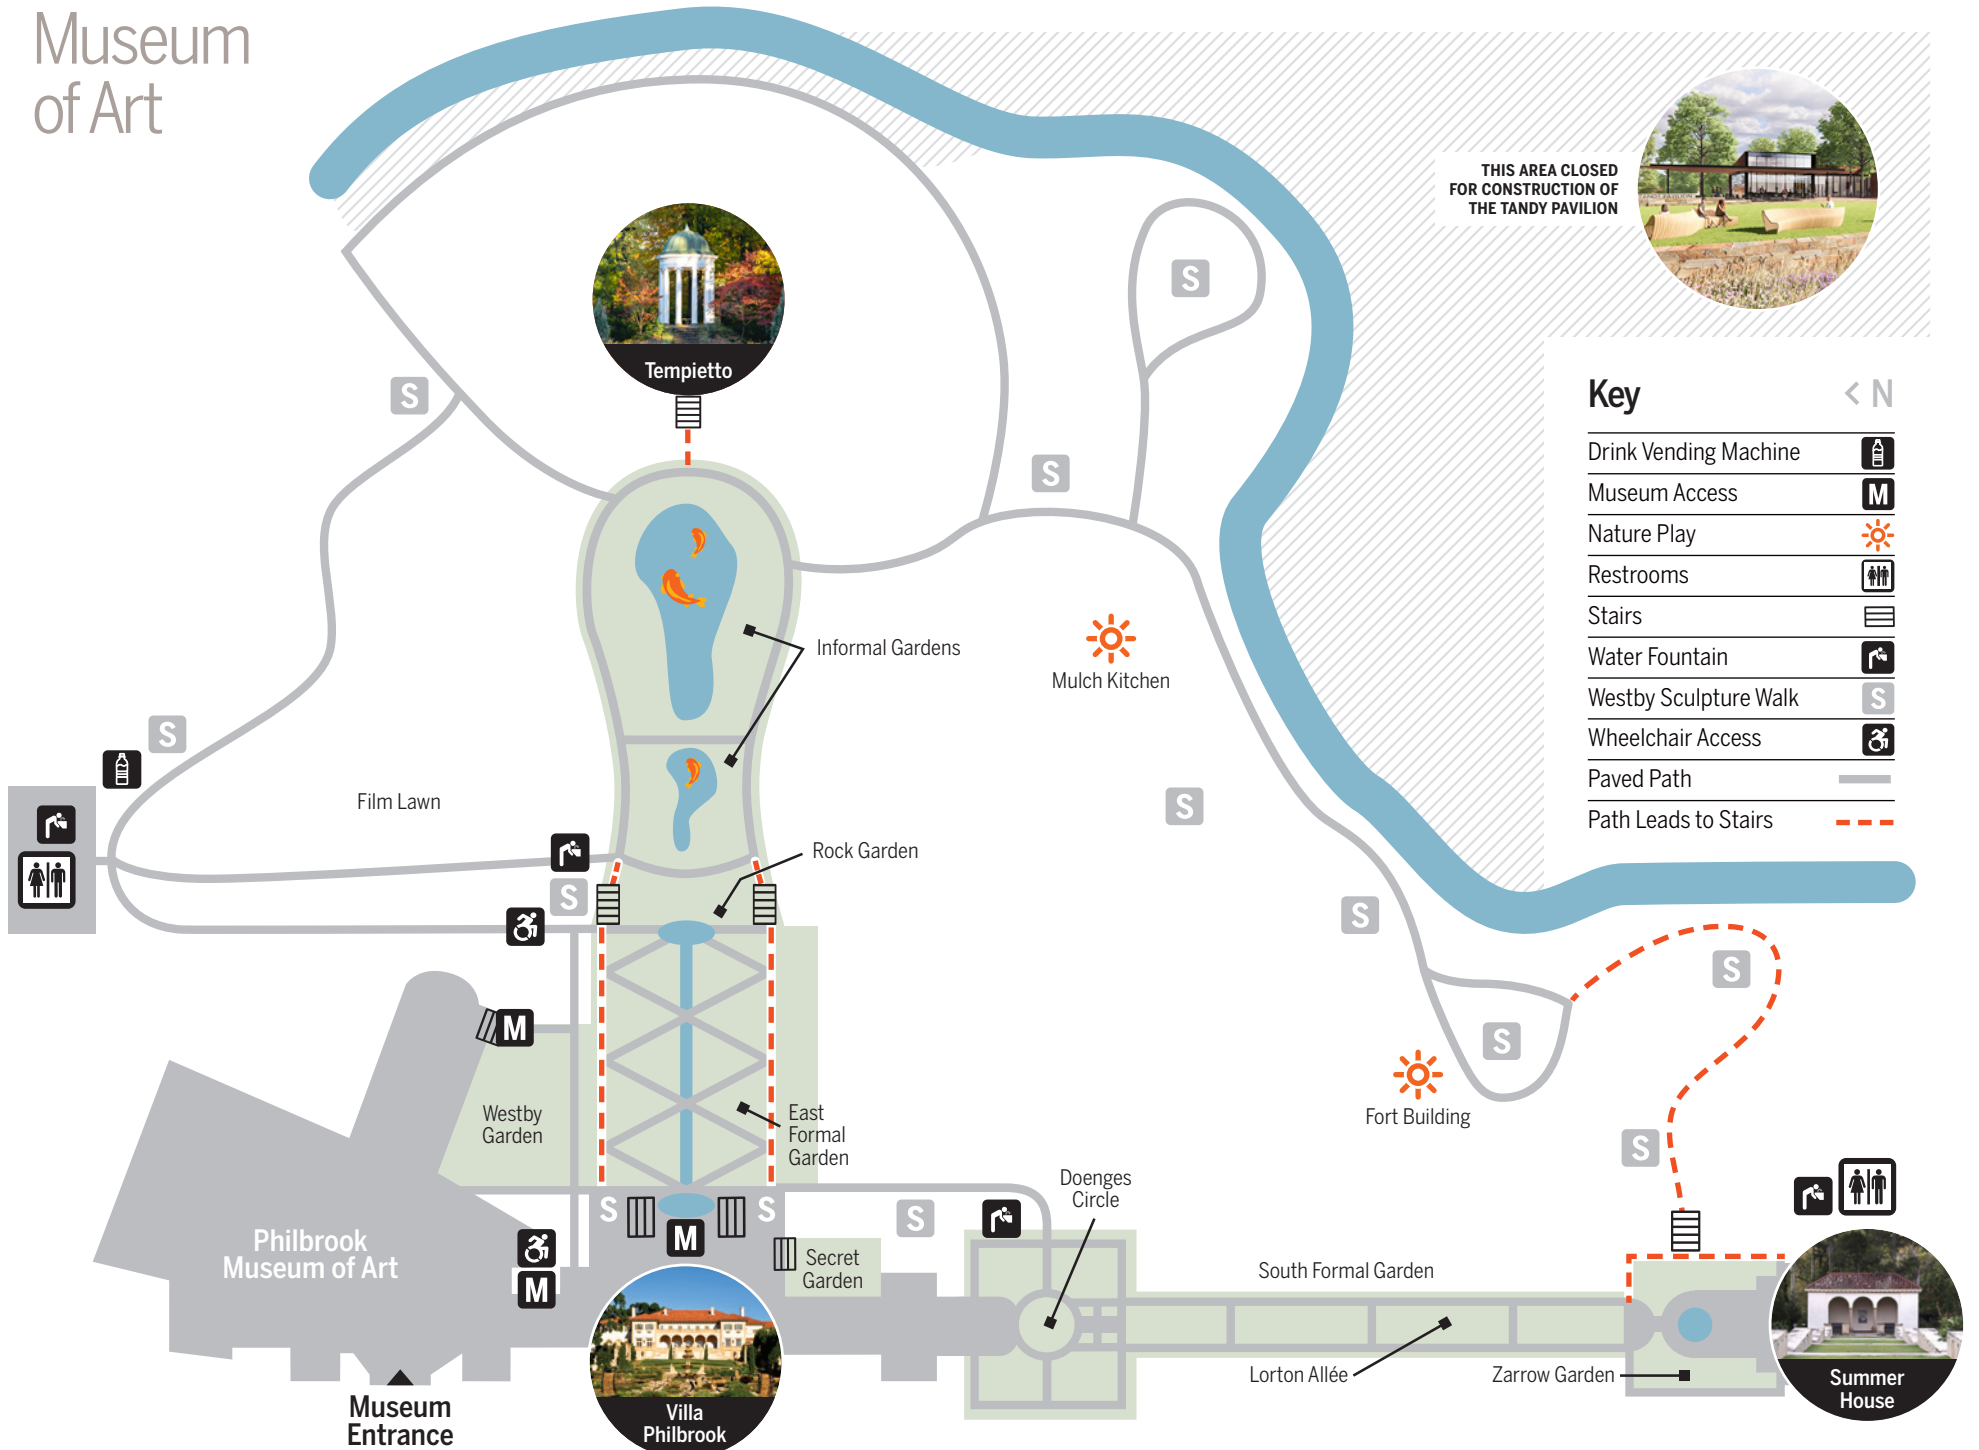 Museum
of Art
THIS AREA CLOSED
FOR CONSTRUCTION OF
THE TANDY PAVILION
Tempietto
S
S
S
Key
< N
Drink Vending Machine
Museum Access
M
Nature Play
Restrooms
Stairs
Water Fountain
Westby Sculpture Walk
S
Wheelchair Access
Paved Path
Path Leads to Stairs
Informal Gardens
Mulch Kitchen
S
Film Lawn
S
Rock Garden
S
S
S
M
S
Fort Building
Westby
Garden
East
Formal
Garden
S
Doenges
Circle
S
S
S
M
Philbrook
Museum of Art
M
Secret
Garden
South Formal Garden
Lorton Allée
Zarrow Garden
Summer
House
Museum
Entrance
Villa
Philbrook